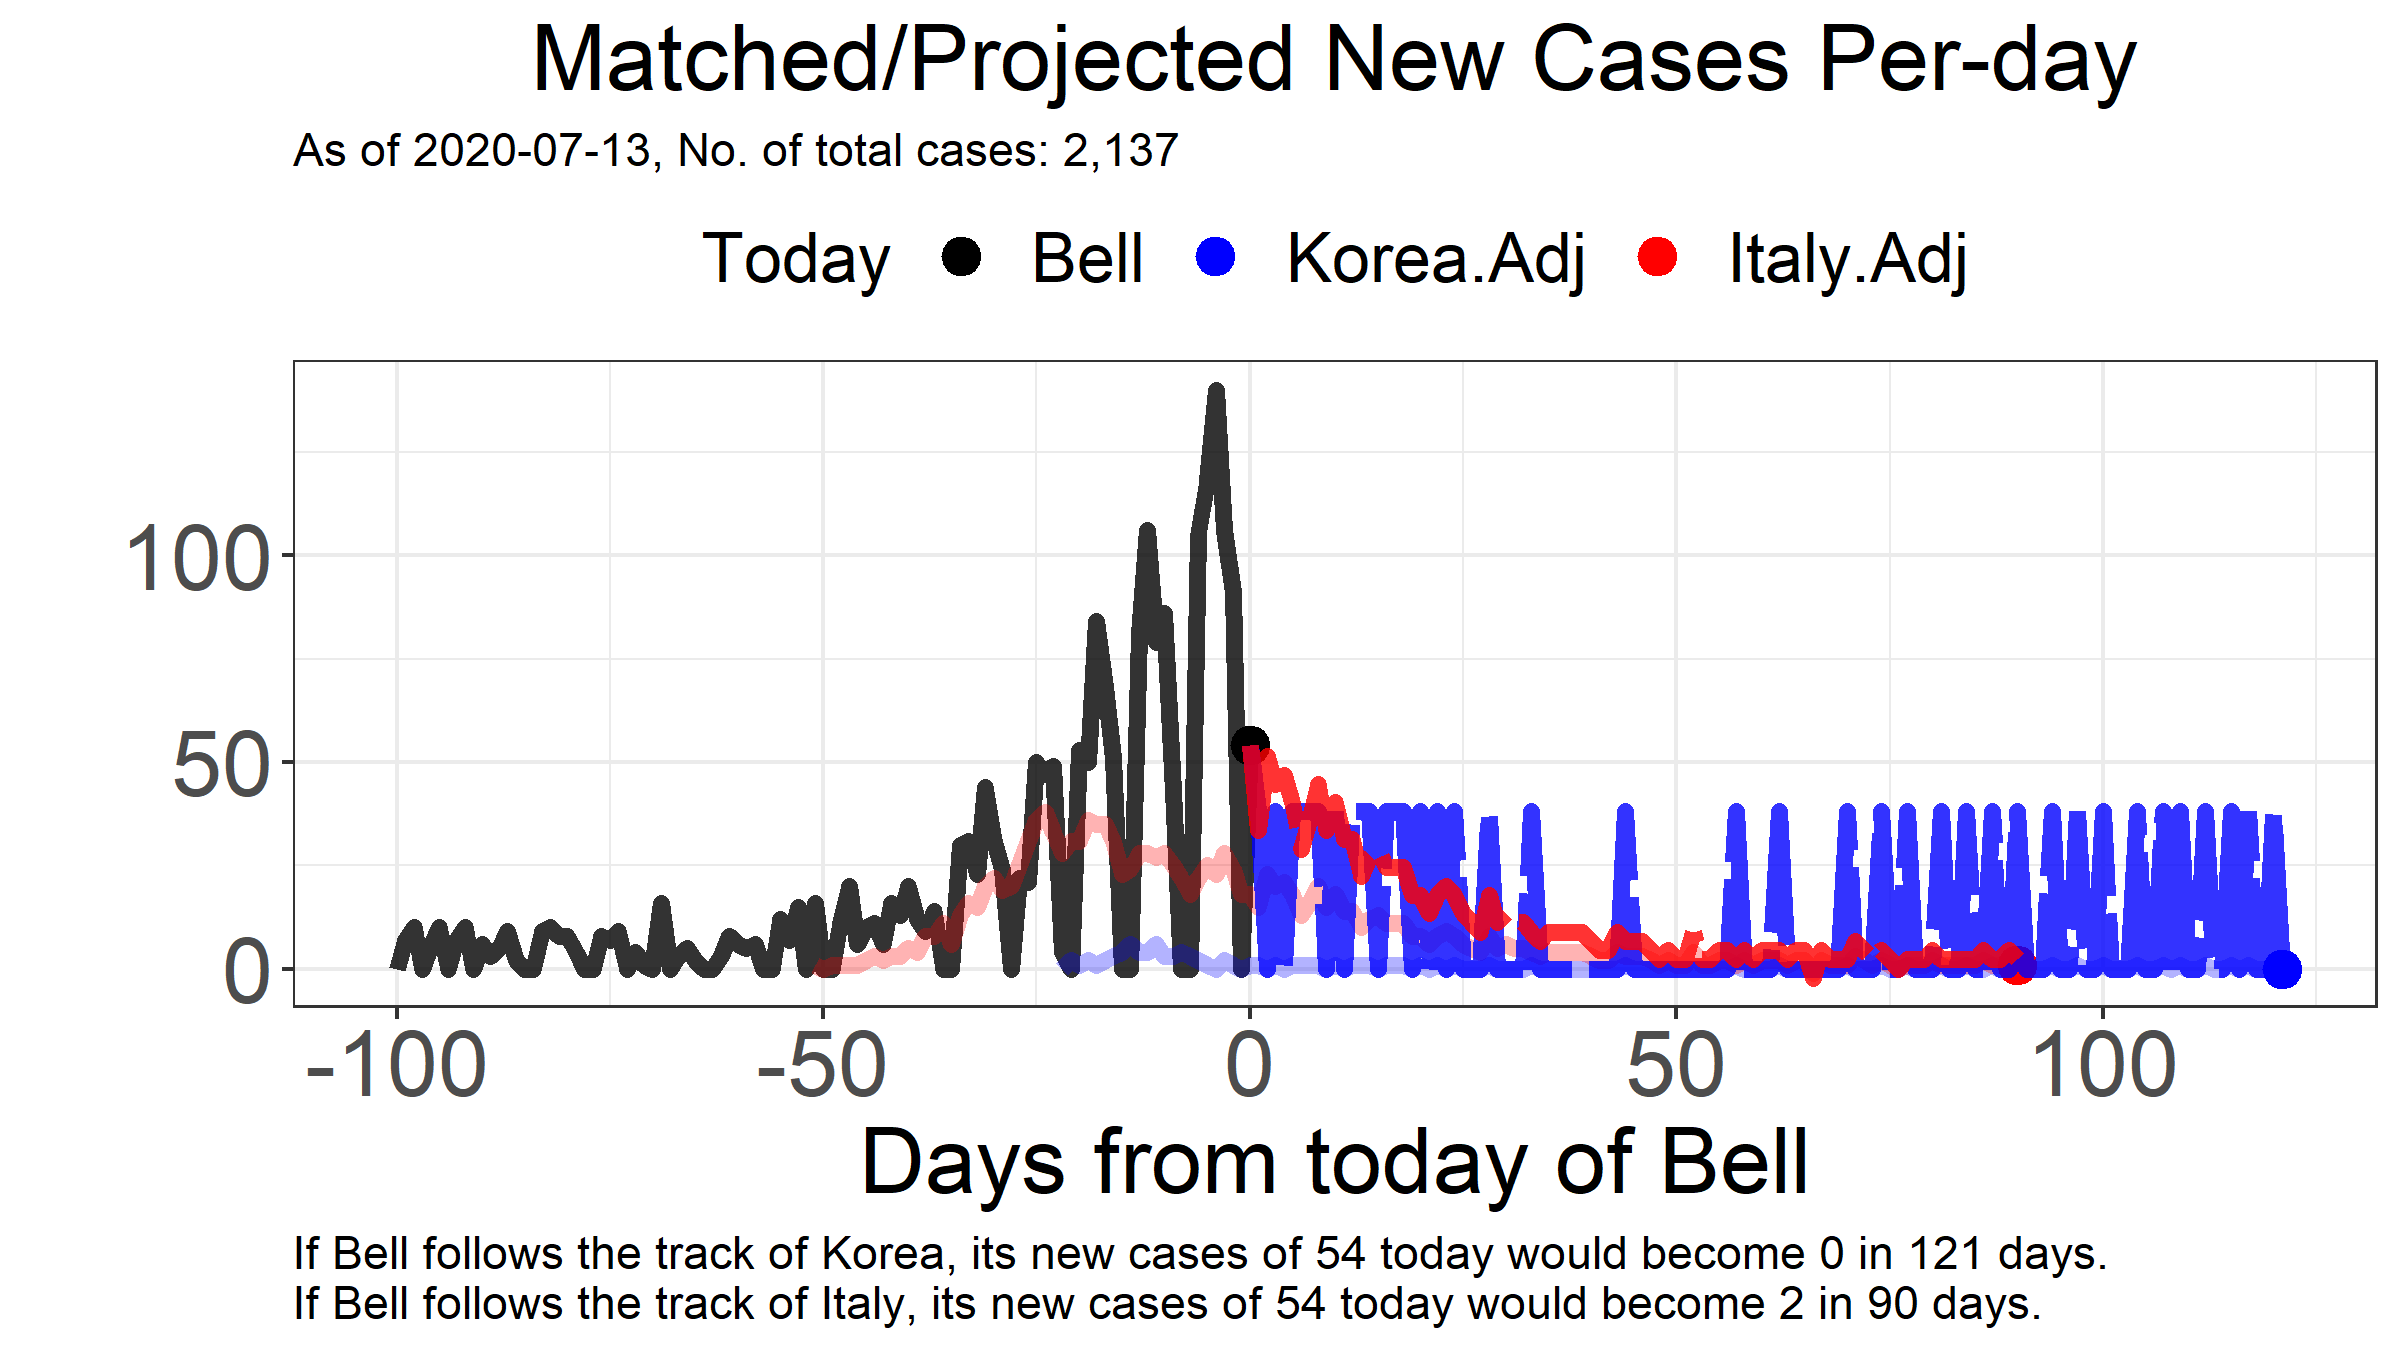 Matched/Projected New Cases Per-day
As of 2020-07-13, No. of total cases: 2,137
Today Bell Korea.Adj Italy.Adj
100
50
0
-100 -50 0 50 100
Days from today of Bell
If Bell follows the track of Korea, its new cases of 54 today would become 0 in 121 days.
If Bell follows the track of Italy, its new cases of 54 today would become 2 in 90 days.